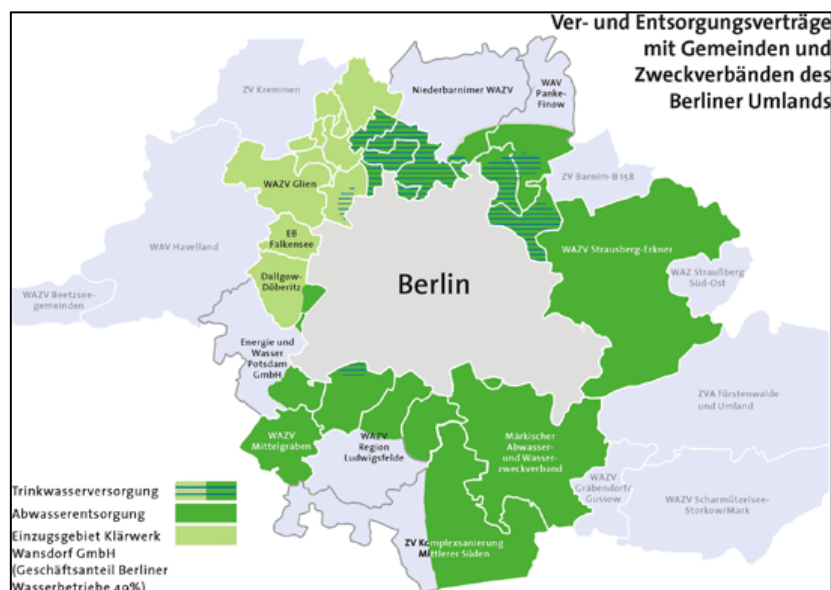 Ver- und Entsorgungsverträge
mit Gemeinden und
Zweckverbänden des
Berliner Umlands
ZV Kremmen
Niederbarnimer WAZV
WAV
Panke-
Finow
ZV Barnim-B 158
WAZV Glien
WAV Havelland
EB
Falkensee
WAZV Strausberg-Erkner
WAZ Straußberg
Süd-Ost
Dallgow-
Döberitz
Berlin
WAZV Beetzsee-
gemeinden
Energie und
Wasser
Potsdam
GmbH
ZVA Fürstenwalde
und Umland
WAZV
Mittelgraben
WAZV
Region
Ludwigsfelde
Märkischer
Abwasser-
und Wasser-
zweckverband
WAZV
Gräbendorf/
Gussow
WAZV Scharmützelsee-
Storkow/Mark
ZV Komplexsanierung
Mittlerer Süden
Trinkwasserversorgung
Abwasserentsorgung
Einzugsgebiet Klärwerk
Wansdorf GmbH
(Geschäftsanteil Berliner
Wasserbetriebe 49%)